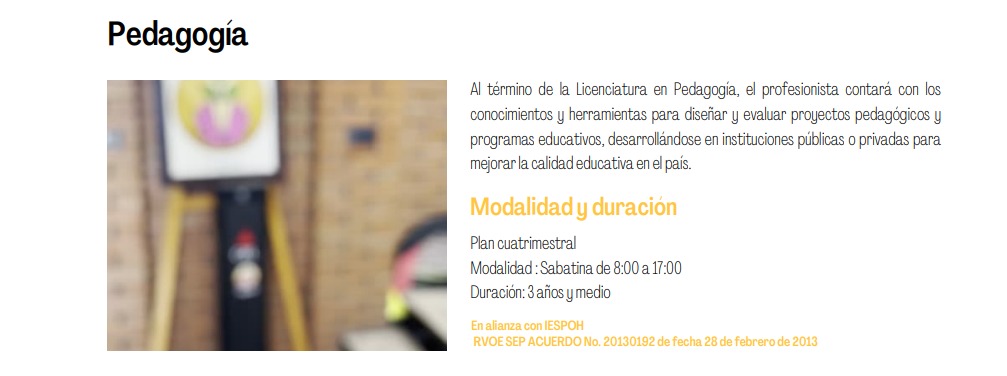 Pedagogía
Al término de la Licenciatura en Pedagogía, el profesionista contará con los
conocimientos y herramientas para diseñar y evaluar proyectos pedagógicos y
programas educativos, desarrollándose en instituciones públicas o privadas para
mejorar la calidad educativa en el país.
Modalidad y duración
Plan cuatrimestral
Modalidad : Sabatina de 8:00 a 17:00
Duración: 3 años y medio
En alianza con IESPOH
RVOE SEP ACUERDO No. 20130192 de fecha 28 de febrero de 2013